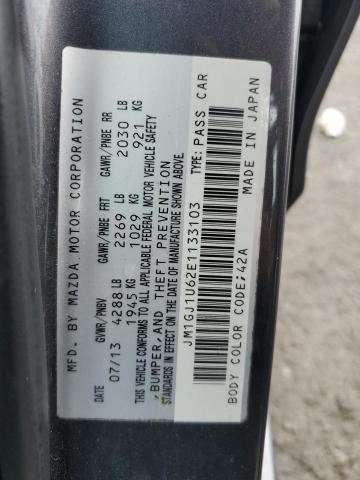 MFD. BY MAZDA MOTOR CORPORATION
DATE GVWR/PNBV GAWR/PNBE FRT GAWR/PNBE RR
07/13 4288 LB 2269 LB 2030 LB
1945 KG 1029 KG 921 KG
THIS VEHICLE CONFORMS TO ALL APPLICABLE FEDERAL MOTOR VEHICLE SAFETY
,BUMPER, AND THEFT PREVENTION
STANDARDS IN EFFECT ON THE DATE OF MANUFACTURE SHOWN ABOVE.
JM1GJ1U62E1133103 TYPE: PASS CAR
BODY COLOR CODE:42A MADE IN JAPAN